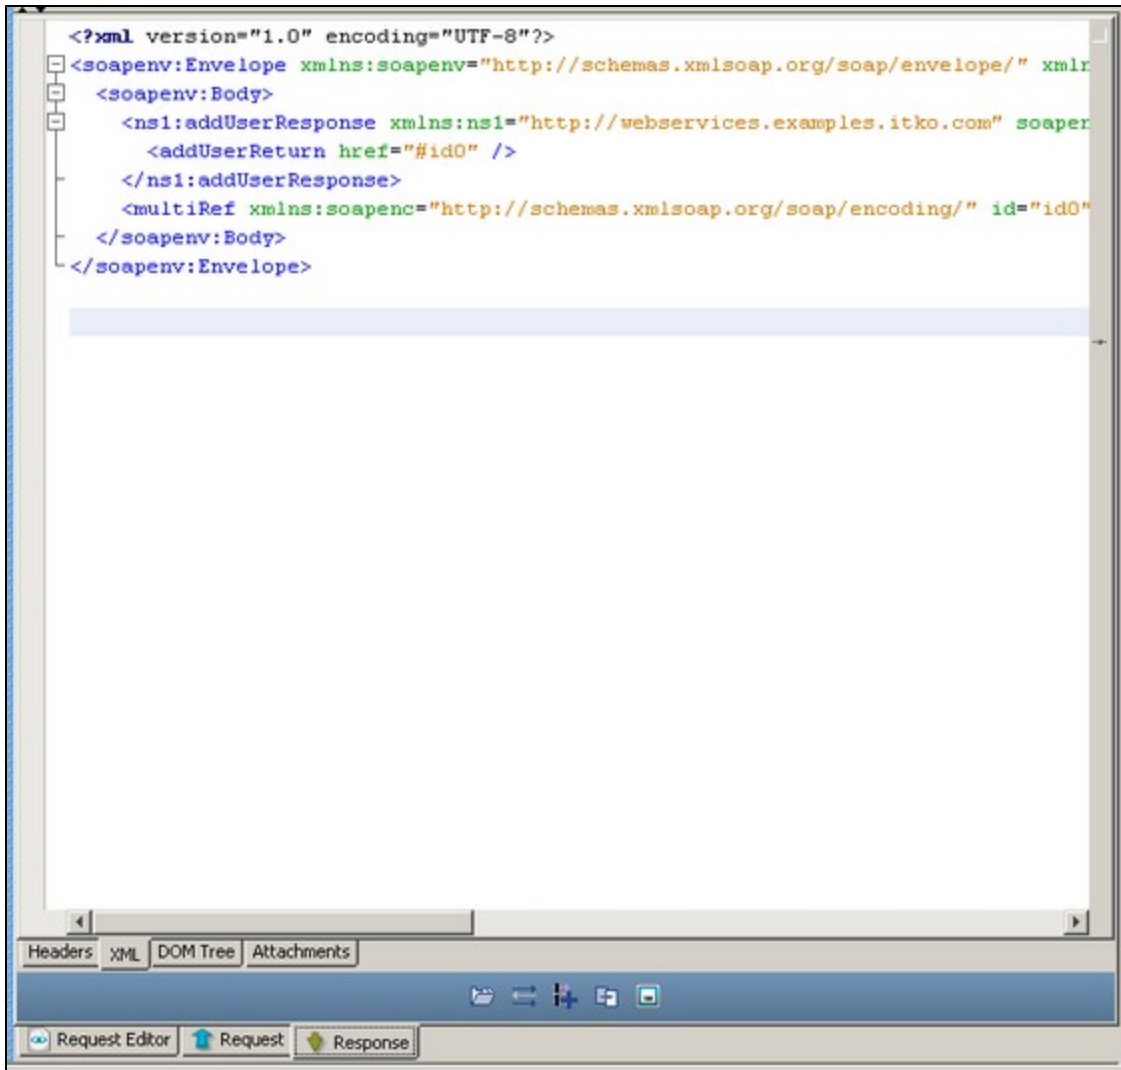 <?xml version="1.0" encoding="UTF-8"?>
<soapenv:Envelope xmlns:soapenv="http://schemas.xmlsoap.org/soap/envelope/" xmln
<soapenv:Body>
<ns1:addUserResponse xmlns:ns1="http://webservices.examples.itko.com" soapen
<addUserReturn href="#id0" />
</ns1:addUserResponse>
<multiRef xmlns:soapenc="http://schemas.xmlsoap.org/soap/encoding/" id="id0"
</soapenv:Body>
</soapenv:Envelope>
Headers XML DOM Tree Attachments
Request Editor Request Response